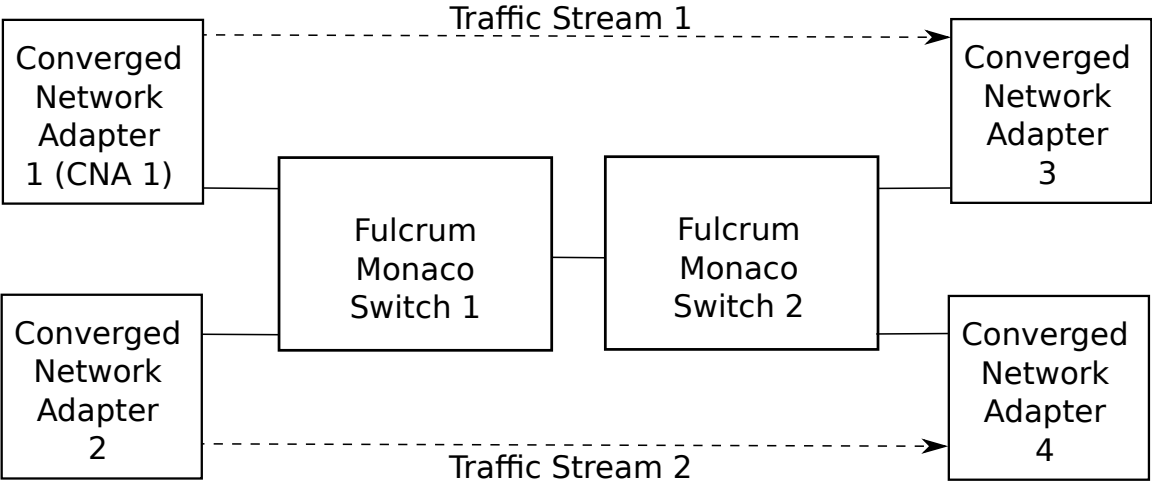 Traffic Stream 1
Converged
Network
Adapter
1 (CNA 1)
Converged
Network
Adapter
3
Fulcrum
Monaco
Switch 1
Fulcrum
Monaco
Switch 2
Converged
Network
Adapter
2
Converged
Network
Adapter
4
Traffic Stream 2